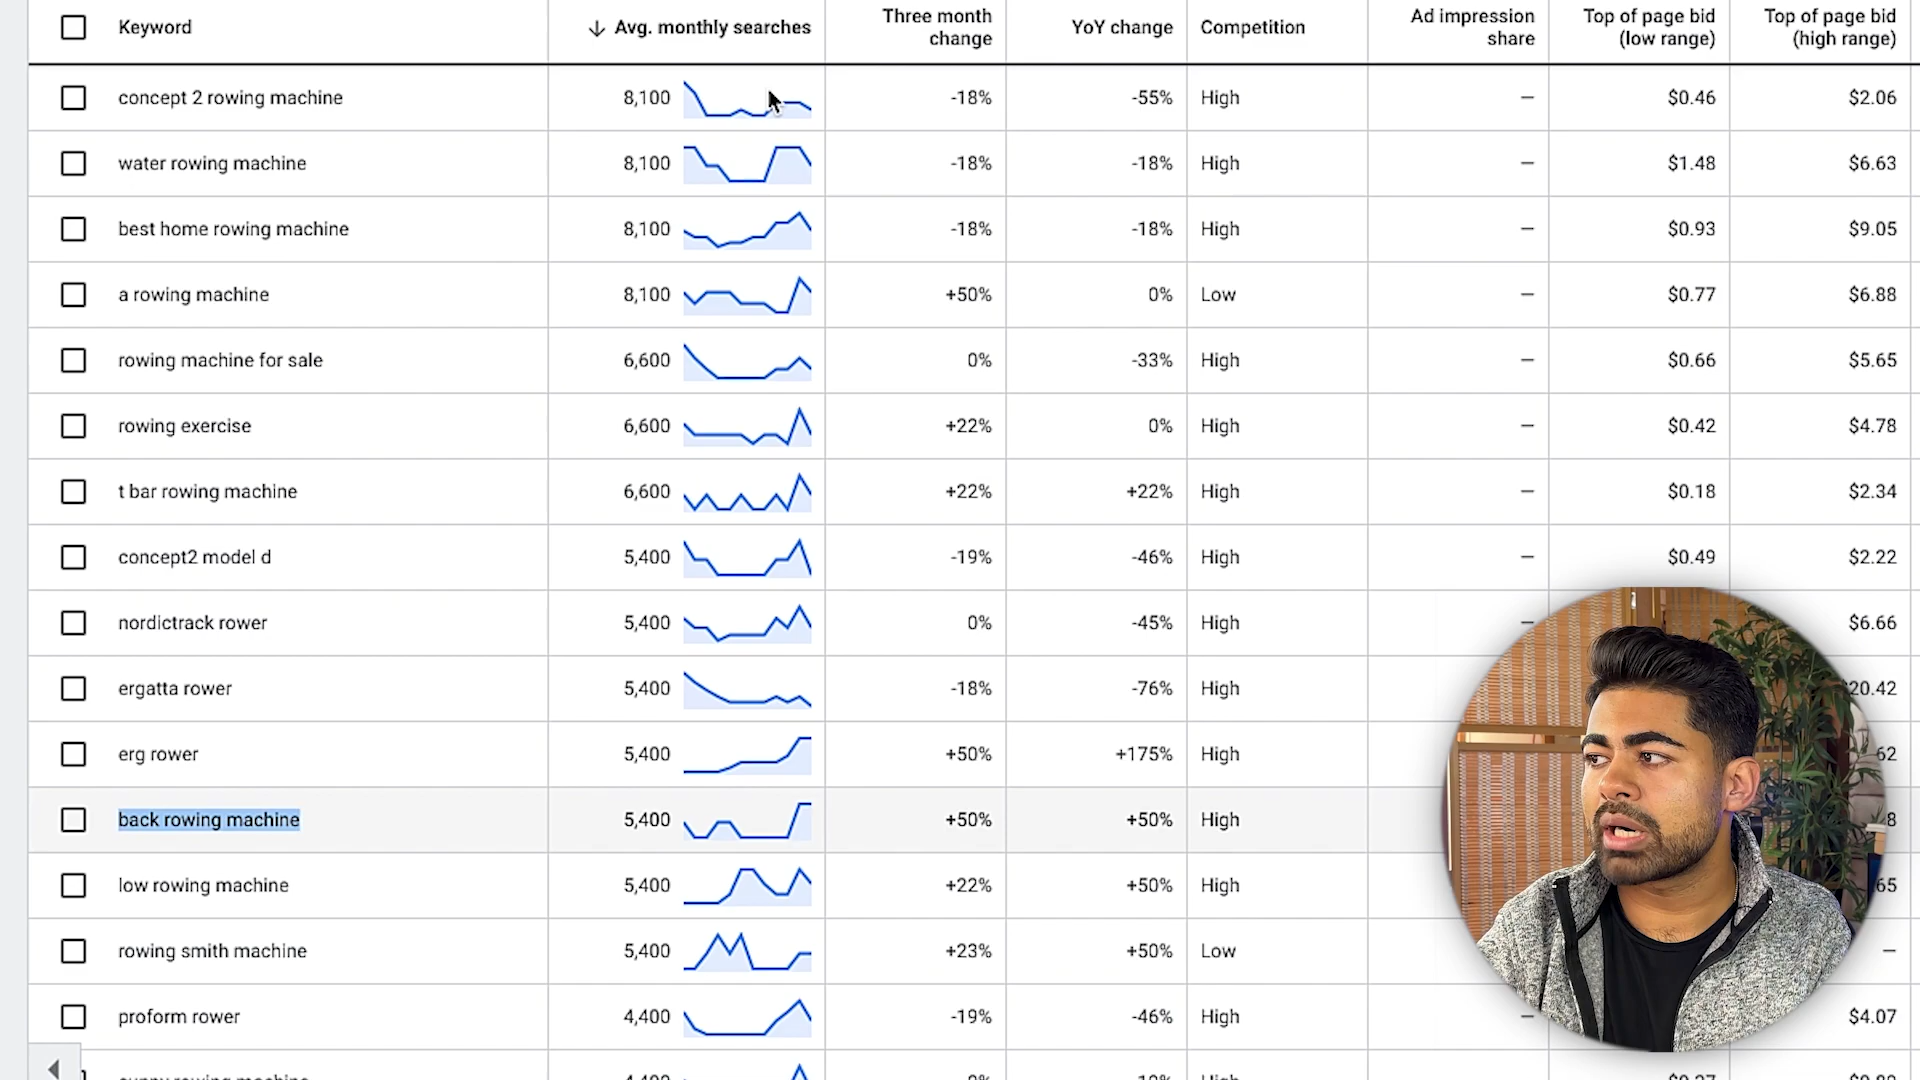 Keyword Avg. monthly searches Three month change YoY change Competition Ad impression share Top of page bid (low range) Top of page bid (high range)
concept 2 rowing machine 8,100 -18% -55% High – $0.46 $2.06
water rowing machine 8,100 -18% -18% High – $1.48 $6.63
best home rowing machine 8,100 -18% -18% High – $0.93 $9.05
a rowing machine 8,100 +50% 0% Low – $0.77 $6.88
rowing machine for sale 6,600 0% -33% High – $0.66 $5.65
rowing exercise 6,600 +22% 0% High – $0.42 $4.78
t bar rowing machine 6,600 +22% +22% High – $0.18 $2.34
concept2 model d 5,400 -19% -46% High – $0.49 $2.22
nordictrack rower 5,400 0% -45% High – $6.66
ergatta rower 5,400 -18% -76% High 20.42
erg rower 5,400 +50% +175% High 62
back rowing machine 5,400 +50% +50% High 8
low rowing machine 5,400 +22% +50% High 65
rowing smith machine 5,400 +23% +50% Low –
proform rower 4,400 -19% -46% High – $4.07